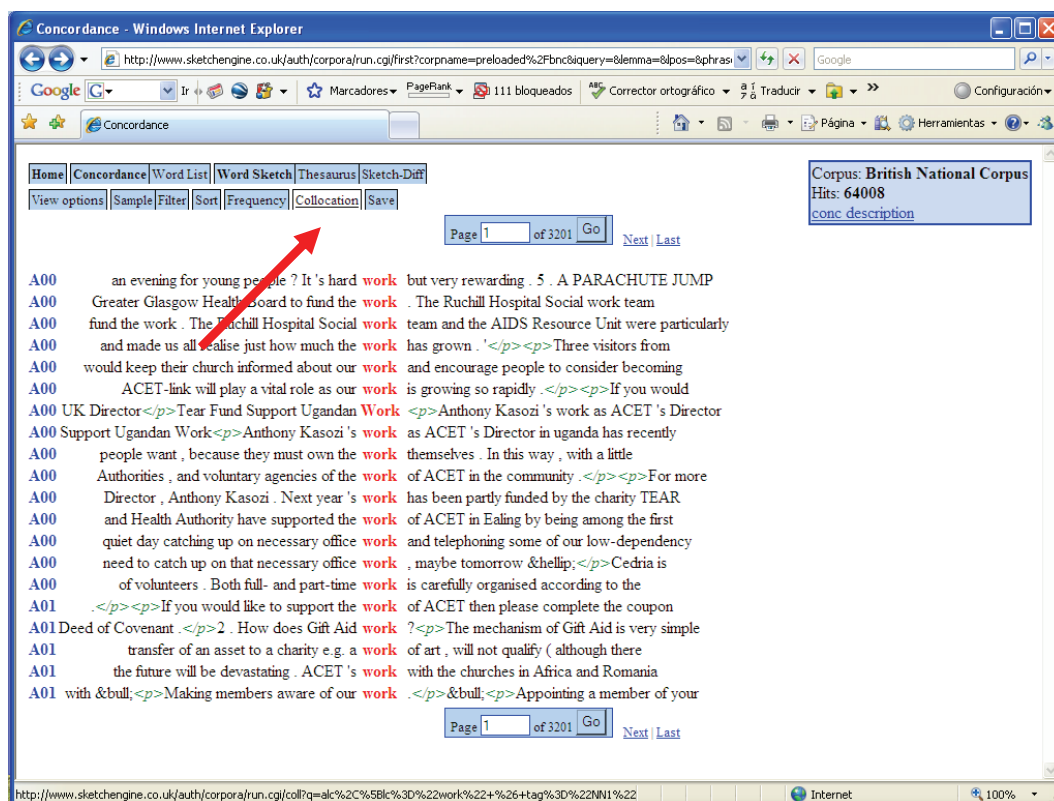 Concordance - Windows Internet Explorer
http://www.sketchengine.co.uk/auth/corpora/run.cgi/first?corpname=preloaded%2Fbnc&iquery=&lemma=&lpos=&phras
Google
Google G Ir Marcadores PageRank 111 bloqueados ABC Corrector ortográfico Traducir >> Configuración
Concordance Página Herramientas
Home Concordance Word List Word Sketch Thesaurus Sketch-Diff
View options Sample Filter Sort Frequency Collocation Save
Corpus: British National Corpus
Hits: 64008
conc description
Page 1 of 3201 Go Next | Last
A00 an evening for young people ? It 's hard work but very rewarding . 5 . A PARACHUTE JUMP
A00 Greater Glasgow Health Board to fund the work . The Ruchill Hospital Social work team
A00 fund the work . The Ruchill Hospital Social work team and the AIDS Resource Unit were particularly
A00 and made us all realise just how much the work has grown . '</p><p>Three visitors from
A00 would keep their church informed about our work and encourage people to consider becoming
A00 ACET-link will play a vital role as our work is growing so rapidly .</p><p>If you would
A00 UK Director</p>Tear Fund Support Ugandan Work <p>Anthony Kasozi 's work as ACET 's Director
A00 Support Ugandan Work<p>Anthony Kasozi 's work as ACET 's Director in uganda has recently
A00 people want , because they must own the work themselves . In this way , with a little
A00 Authorities , and voluntary agencies of the work of ACET in the community .</p><p>For more
A00 Director , Anthony Kasozi . Next year 's work has been partly funded by the charity TEAR
A00 and Health Authority have supported the work of ACET in Ealing by being among the first
A00 quiet day catching up on necessary office work and telephoning some of our low-dependency
A00 need to catch up on that necessary office work , maybe tomorrow &hellip;</p>Cedria is
A00 of volunteers . Both full- and part-time work is carefully organised according to the
A01 .</p><p>If you would like to support the work of ACET then please complete the coupon
A01 Deed of Covenant .</p>2 . How does Gift Aid work ?<p>The mechanism of Gift Aid is very simple
A01 transfer of an asset to a charity e.g. a work of art , will not qualify ( although there
A01 the future will be devastating . ACET 's work with the churches in Africa and Romania
A01 with &bull;<p>Making members aware of our work .</p>&bull;<p>Appointing a member of your
Page 1 of 3201 Go Next | Last
http://www.sketchengine.co.uk/auth/corpora/run.cgi/coll?q=alc%2C%5Blc%3D%22work%22+%26+tag%3D%22NN1%22 Internet 100%